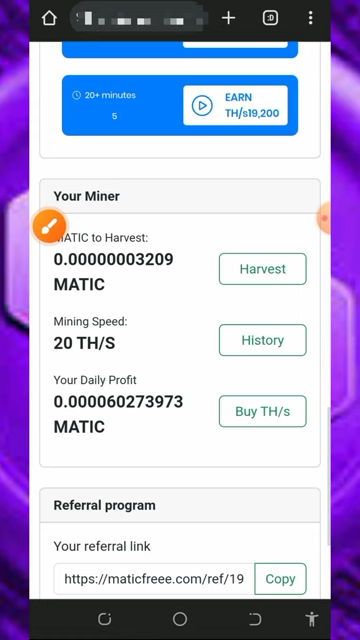 :D
20+ minutes
5
EARN
TH/s19,200
Your Miner
MATIC to Harvest:
0.00000003209
MATIC
Harvest
Mining Speed:
20 TH/S
History
Your Daily Profit
0.000060273973
MATIC
Buy TH/s
Referral program
Your referral link
https://maticfreee.com/ref/19
Copy